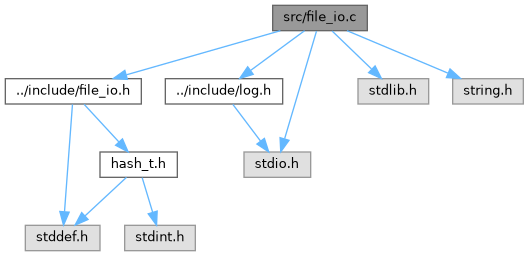 src/file_io.c
../include/file_io.h
../include/log.h
stdlib.h
string.h
hash_t.h
stdio.h
stddef.h
stdint.h